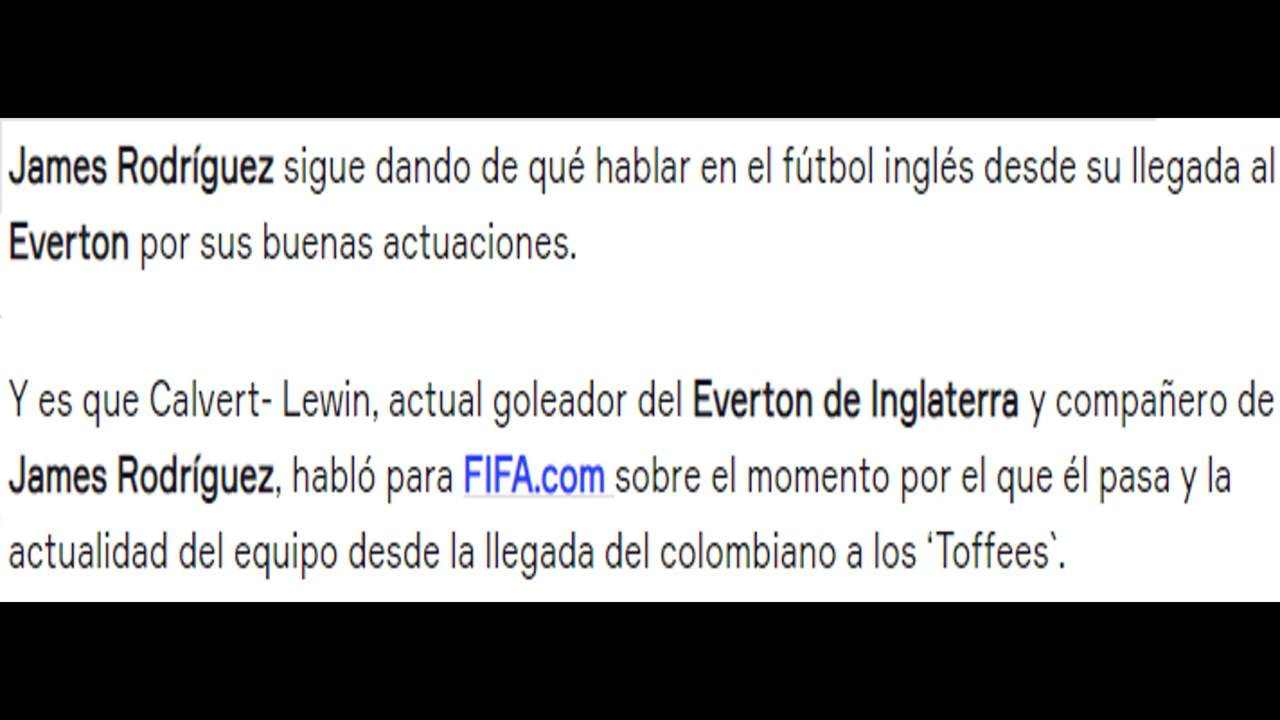 James Rodríguez sigue dando de qué hablar en el fútbol inglés desde su llegada al
Everton por sus buenas actuaciones.
Y es que Calvert- Lewin, actual goleador del Everton de Inglaterra y compañero de
James Rodríguez, habló para FIFA.com sobre el momento por el que él pasa y la
actualidad del equipo desde la llegada del colombiano a los ‘Toffees`.